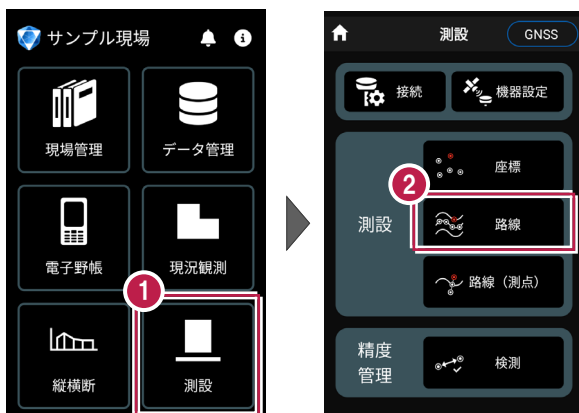 サンプル現場
現場管理
データ管理
電子野帳
現況観測
1
縦横断
測設
測設
GNSS
接続
機器設定
測設
座標
2
路線
路線（測点）
精度
管理
検測